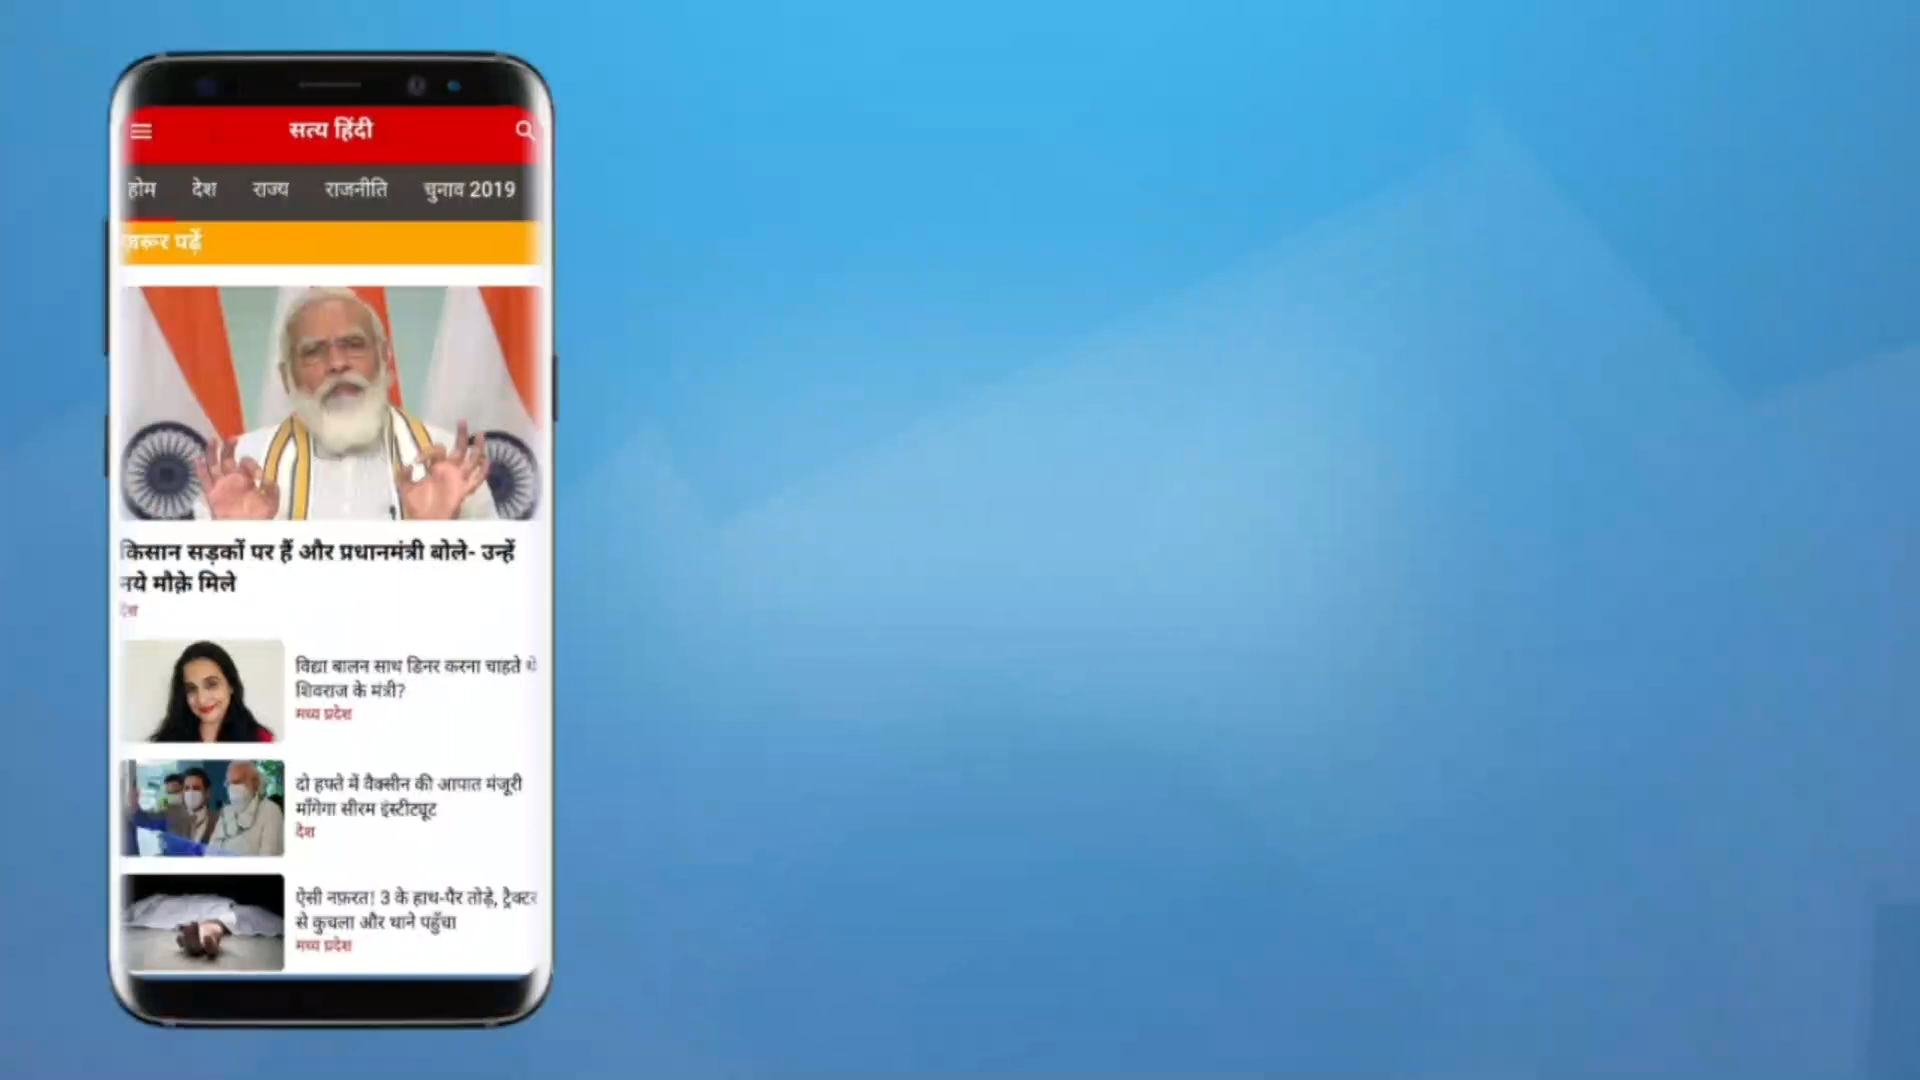 सत्य हिंदी
होम देश राज्य राजनीति चुनाव 2019
ज़रूर पढ़ें
किसान सड़कों पर हैं और प्रधानमंत्री बोले- उन्हें
नये मौक़े मिले
देश
विद्या बालन साथ डिनर करना चाहते थे
शिवराज के मंत्री?
मध्य प्रदेश
दो हफ्ते में वैक्सीन की आपात मंजूरी
माँगेगा सीरम इंस्टीट्यूट
देश
ऐसी नफ़रत! 3 के हाथ-पैर तोड़े, ट्रैक्टर
से कुचला और थाने पहुँचा
मध्य प्रदेश